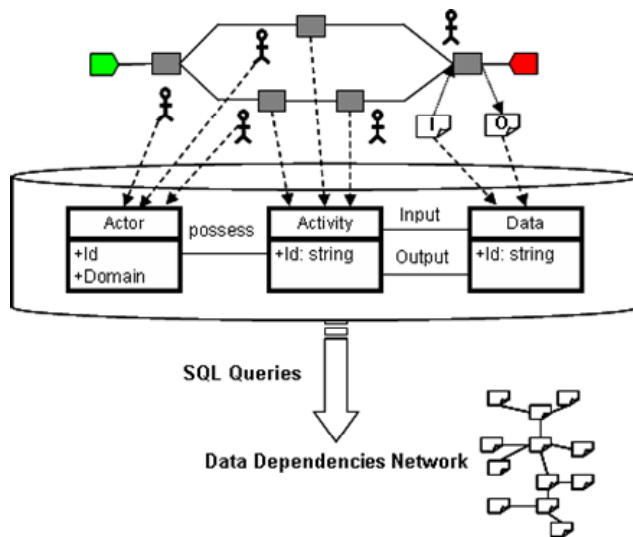 I
O
Actor
possess
Activity
Input
Data
+Id
+Domain
+Id: string
Output
+Id: string
SQL Queries
Data Dependencies Network